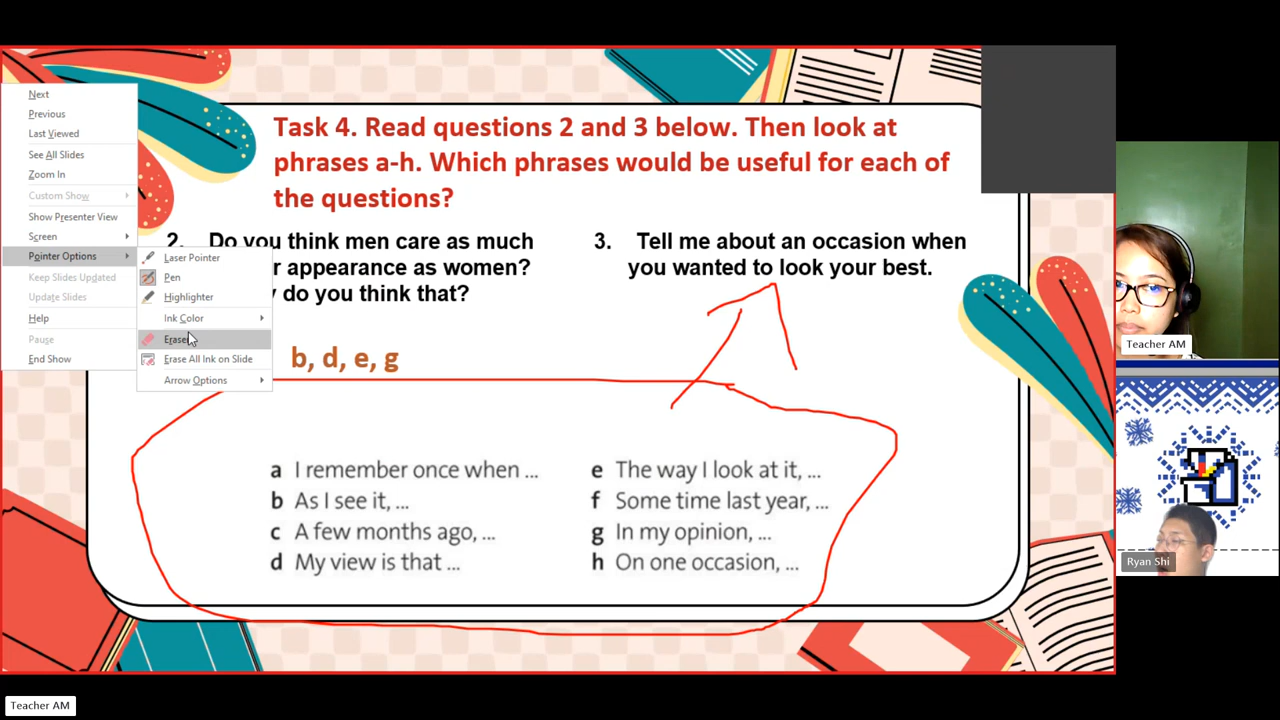 Next
Previous
Last Viewed
See All Slides
Zoom In
Custom Show
Show Presenter View
Screen
Pointer Options
Keep Slides Updated
Update Slides
Help
Pause
End Show
Laser Pointer
Pen
Highlighter
Ink Color
Erase All Ink on Slide
Arrow Options
Task 4. Read questions 2 and 3 below. Then look at
phrases a-h. Which phrases would be useful for each of
the questions?
2. Do you think men care as much
r appearance as women?
do you think that?
b, d, e, g
3. Tell me about an occasion when
you wanted to look your best.
a I remember once when ...
b As I see it, ...
c A few months ago, ...
d My view is that ...
e The way I look at it, ...
f Some time last year, ...
g In my opinion, ...
h On one occasion, ...
Teacher AM
Ryan Shi
Teacher AM